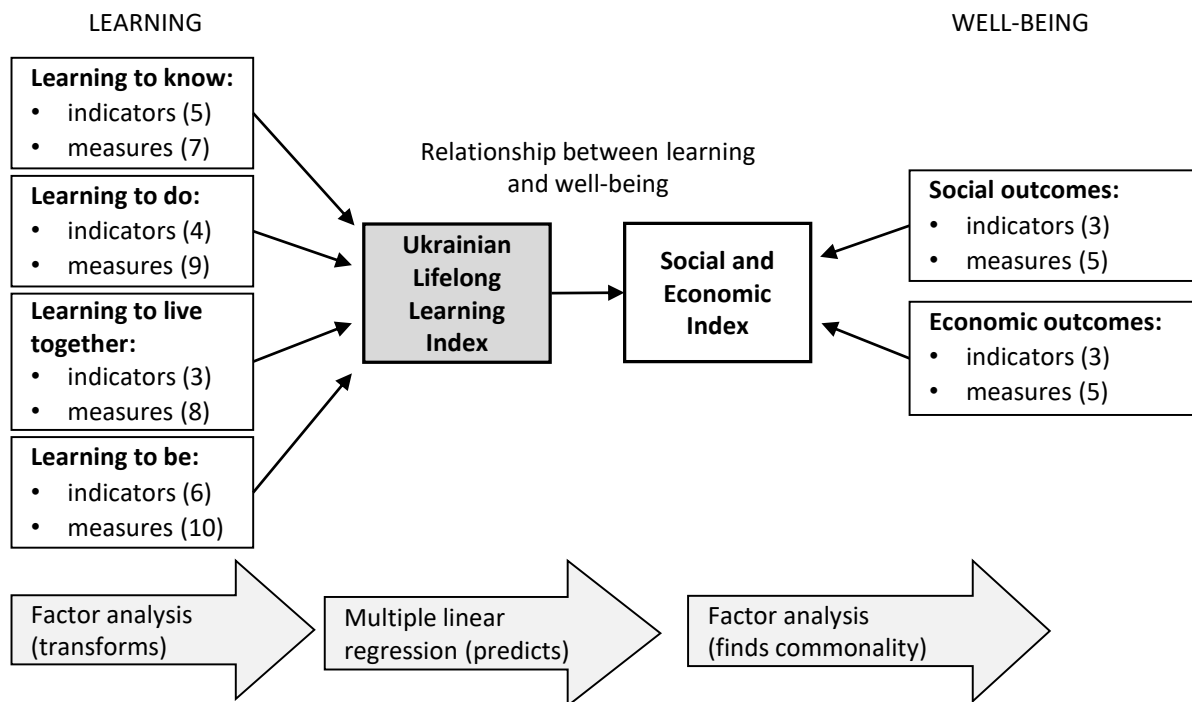 LEARNING
WELL-BEING
Learning to know:
• indicators (5)
• measures (7)
Learning to do:
• indicators (4)
• measures (9)
Learning to live
together:
• indicators (3)
• measures (8)
Learning to be:
• indicators (6)
• measures (10)
Relationship between learning
and well-being
Ukrainian
Lifelong
Learning
Index
Social and
Economic
Index
Social outcomes:
• indicators (3)
• measures (5)
Economic outcomes:
• indicators (3)
• measures (5)
Factor analysis
(transforms)
Multiple linear
regression (predicts)
Factor analysis
(finds commonality)